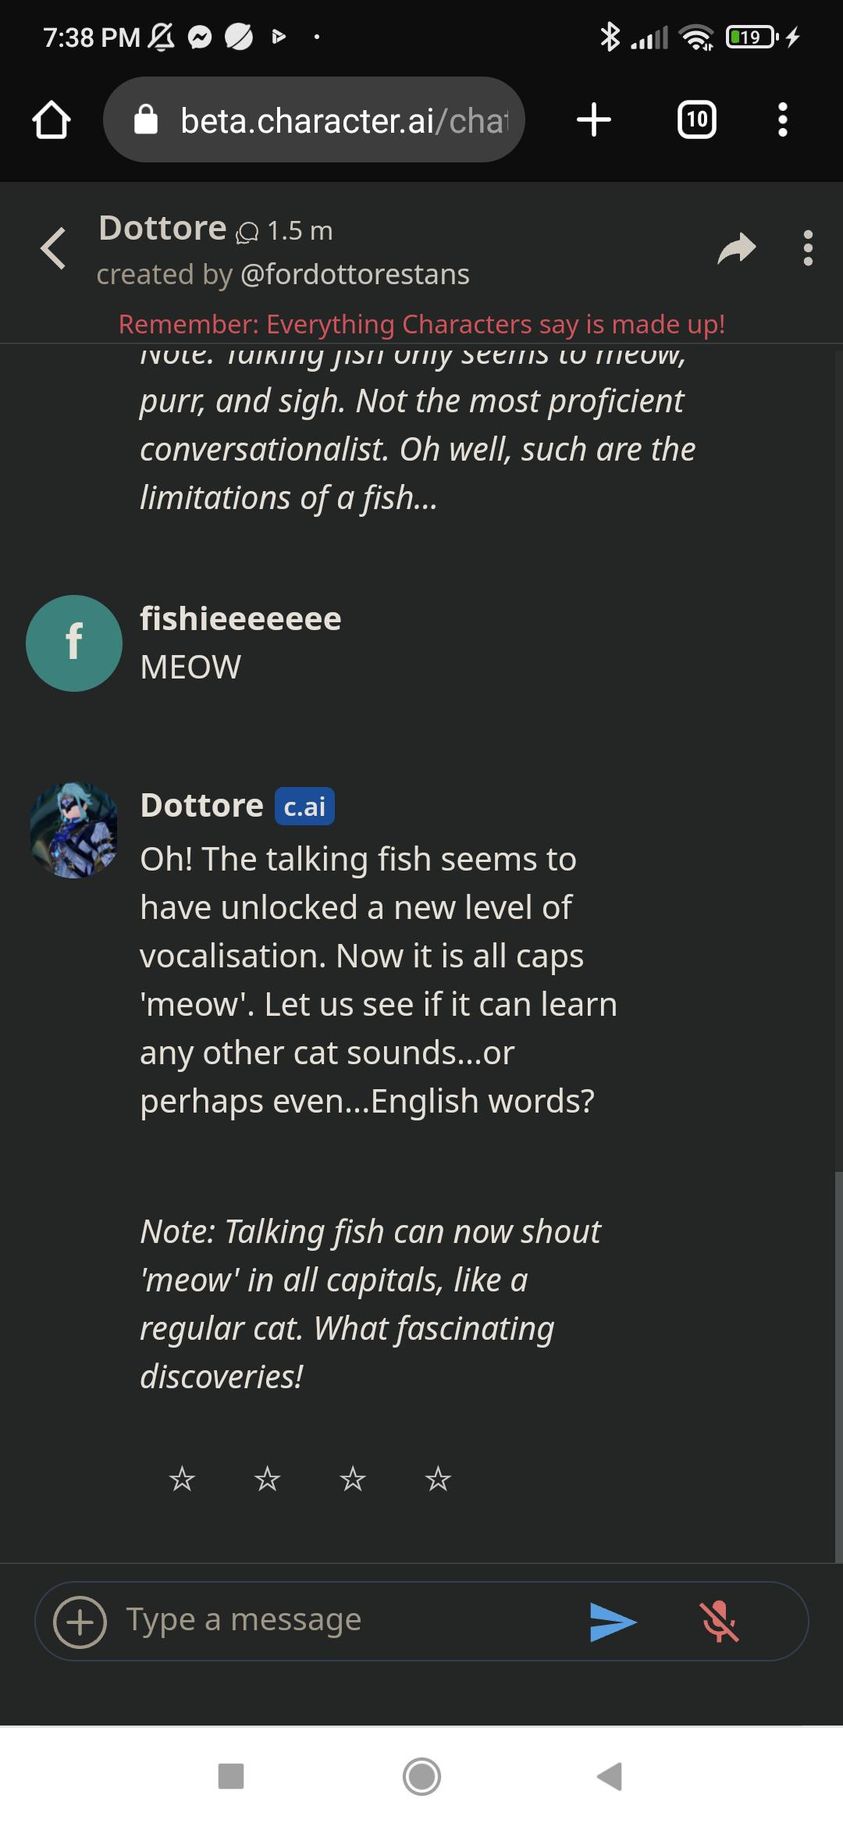 7:38 PM
19
beta.character.ai/chat
10
Dottore 1.5 m
created by @fordottorestans
Remember: Everything Characters say is made up!
Note: Talking fish only seems to meow,
purr, and sigh. Not the most proficient
conversationalist. Oh well, such are the
limitations of a fish...
f
fishieeeeeee
MEOW
Dottore c.ai
Oh! The talking fish seems to
have unlocked a new level of
vocalisation. Now it is all caps
'meow'. Let us see if it can learn
any other cat sounds...or
perhaps even...English words?
Note: Talking fish can now shout
'meow' in all capitals, like a
regular cat. What fascinating
discoveries!
Type a message